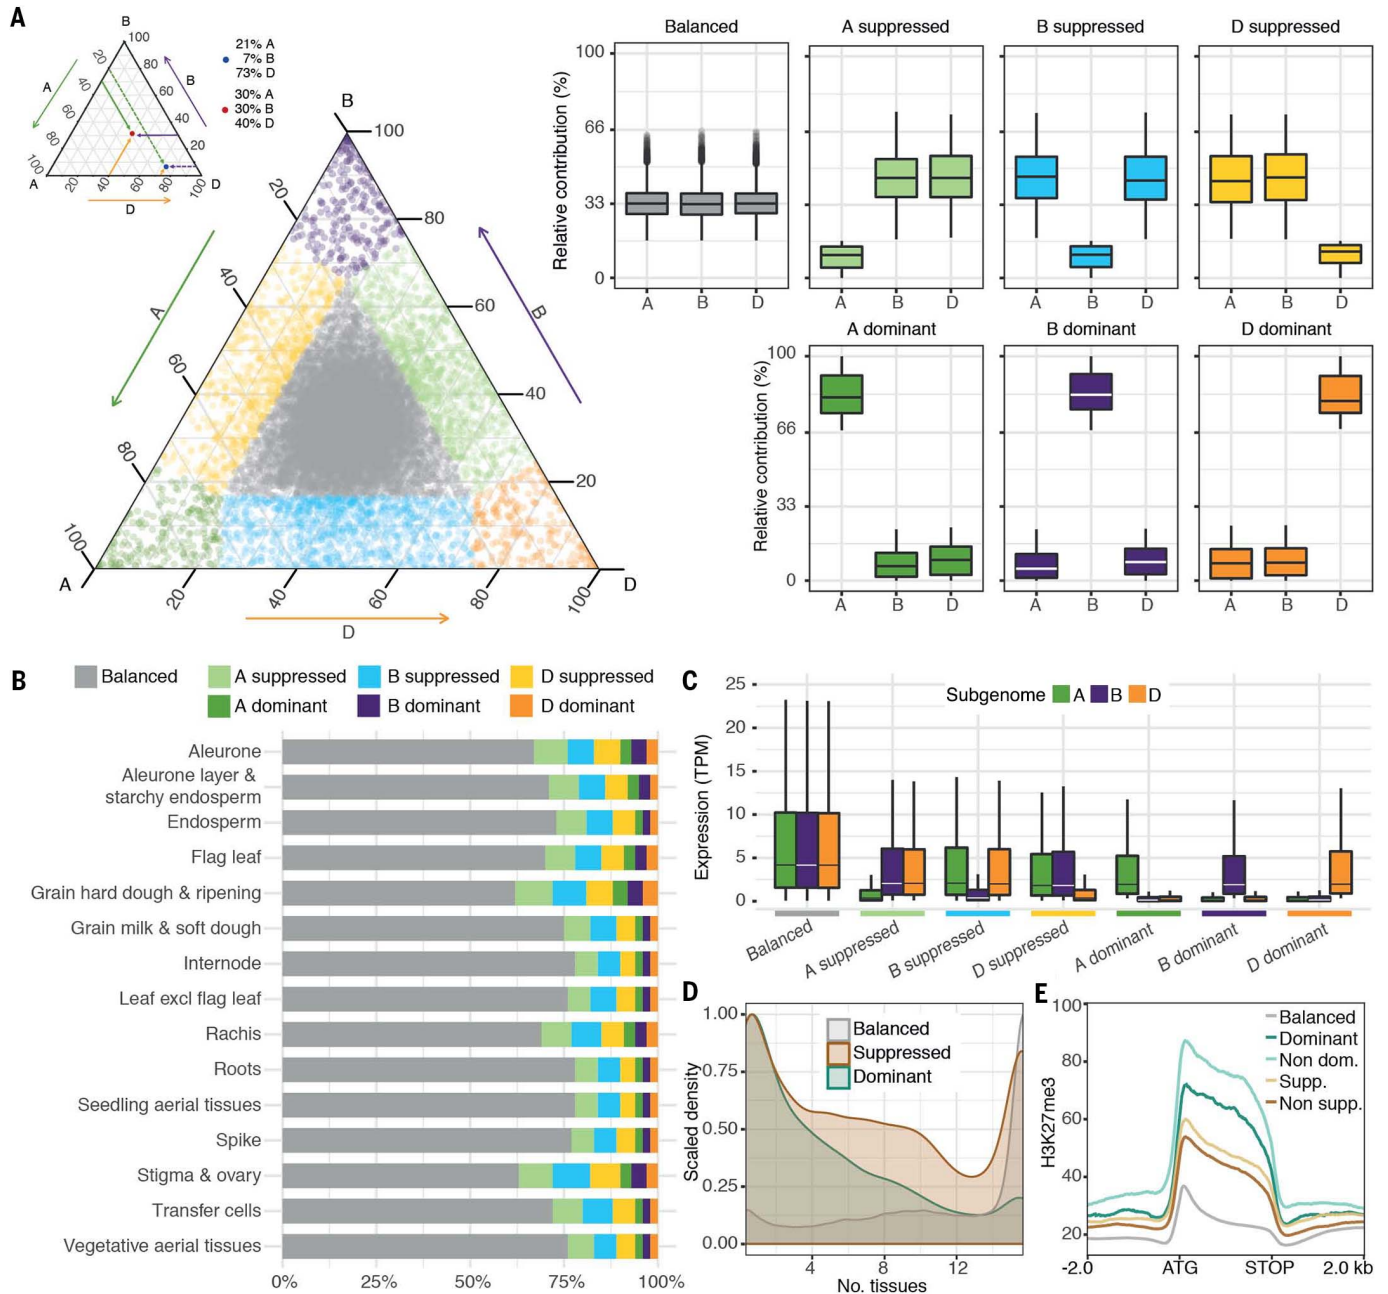 A
B
100
80
60
40
20
20
40
60
80
100
A
B
A
20
40
60
80
100
D
D
21% A
7% B
73% D
30% A
30% B
40% D
B
100
80
60
40
20
20
40
60
80
100
A
B
A
D
20
40
60
80
100
D
Balanced
A suppressed
B suppressed
D suppressed
Relative contribution (%)
100
66
33
0
A B D
A B D
A B D
A B D
A dominant
B dominant
D dominant
Relative contribution (%)
100
66
33
0
A B D
A B D
A B D
B
Balanced
A suppressed
B suppressed
D suppressed
A dominant
B dominant
D dominant
Aleurone
Aleurone layer &
starchy endosperm
Endosperm
Flag leaf
Grain hard dough & ripening
Grain milk & soft dough
Internode
Leaf excl flag leaf
Rachis
Roots
Seedling aerial tissues
Spike
Stigma & ovary
Transfer cells
Vegetative aerial tissues
0% 25% 50% 75% 100%
C
Expression (TPM)
25
20
15
10
5
0
Subgenome A B D
Balanced
A suppressed
B suppressed
D suppressed
A dominant
B dominant
D dominant
D
Scaled density
1.00
0.75
0.50
0.25
0.00
Balanced
Suppressed
Dominant
4 8 12
No. tissues
E
H3K27me3
100
80
60
40
20
Balanced
Dominant
Non dom.
Supp.
Non supp.
-2.0 ATG STOP 2.0 kb